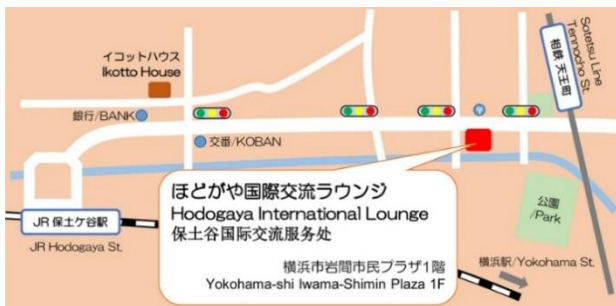 イコットハウス
Ikotto House
銀行/BANK
交番/KOBAN
相鉄 天王町
Sotetsu Line
Tennocho St.
JR 保土ケ谷駅
JR Hodogaya St.
ほどがや国際交流ラウンジ
Hodogaya International Lounge
保土谷国际交流服务处
横浜市岩間市民プラザ1階
Yokohama-shi Iwama-Shimin Plaza 1F
公園
/Park
横浜駅/Yokohama St.